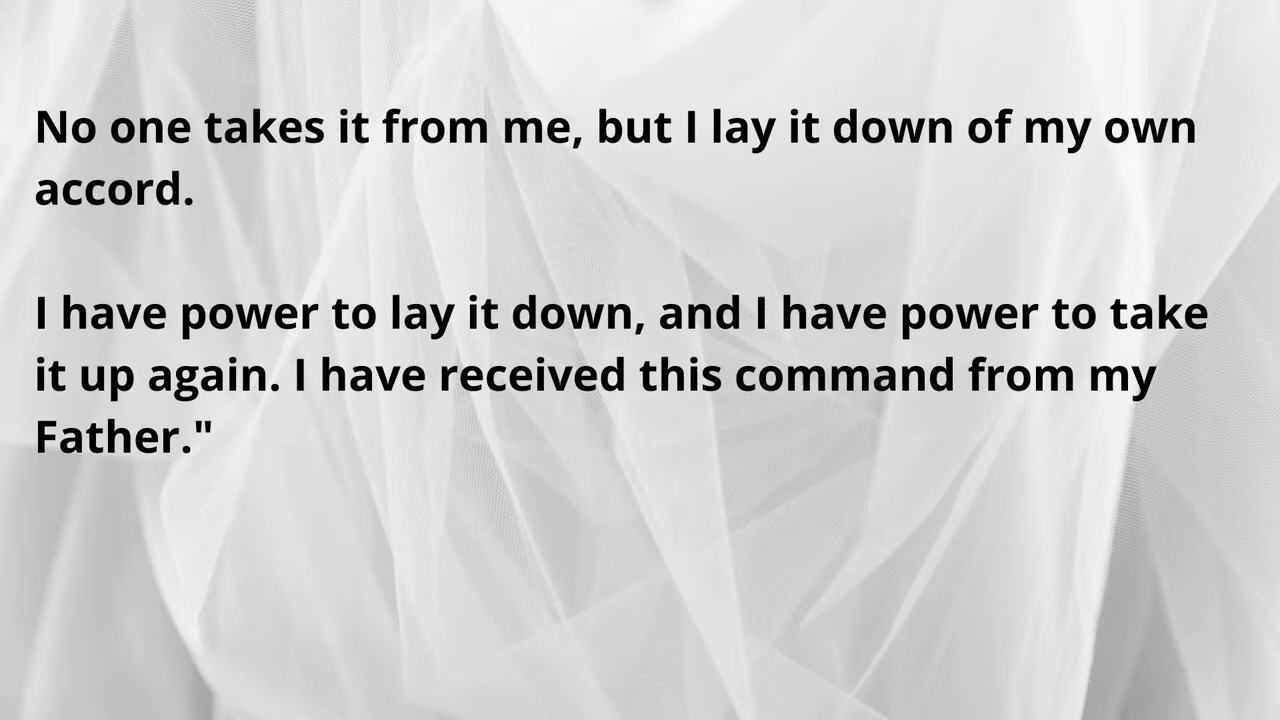 No one takes it from me, but I lay it down of my own
accord.
I have power to lay it down, and I have power to take
it up again. I have received this command from my
Father."